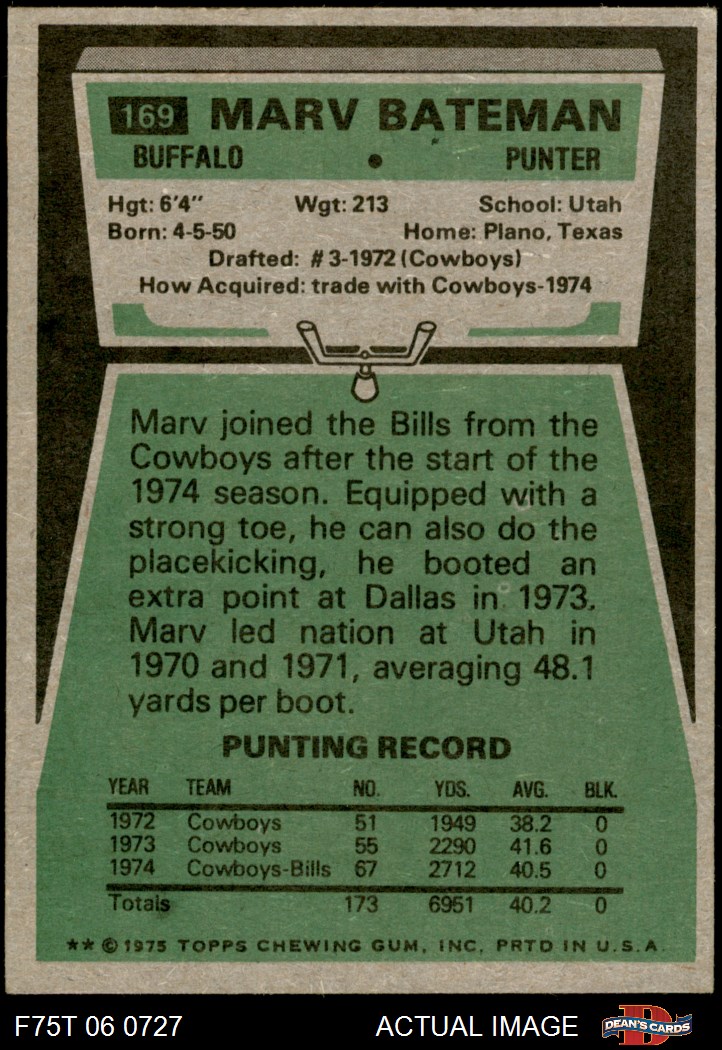 169 MARV BATEMAN
BUFFALO • PUNTER
Hgt: 6'4" Wgt: 213 School: Utah
Born: 4-5-50 Home: Plano, Texas
Drafted: #3-1972 (Cowboys)
How Acquired: trade with Cowboys-1974
Marv joined the Bills from the
Cowboys after the start of the
1974 season. Equipped with a
strong toe, he can also do the
placekicking, he booted an
extra point at Dallas in 1973.
Marv led nation at Utah in
1970 and 1971, averaging 48.1
yards per boot.
PUNTING RECORD
YEAR TEAM NO. YDS. AVG. BLK.
1972 Cowboys 51 1949 38.2 0
1973 Cowboys 55 2290 41.6 0
1974 Cowboys-Bills 67 2712 40.5 0
Totals 173 6951 40.2 0
** © 1975 TOPPS CHEWING GUM, INC. PRTD IN U.S.A.
F75T 06 0727 ACTUAL IMAGE D DEAN'S CARDS